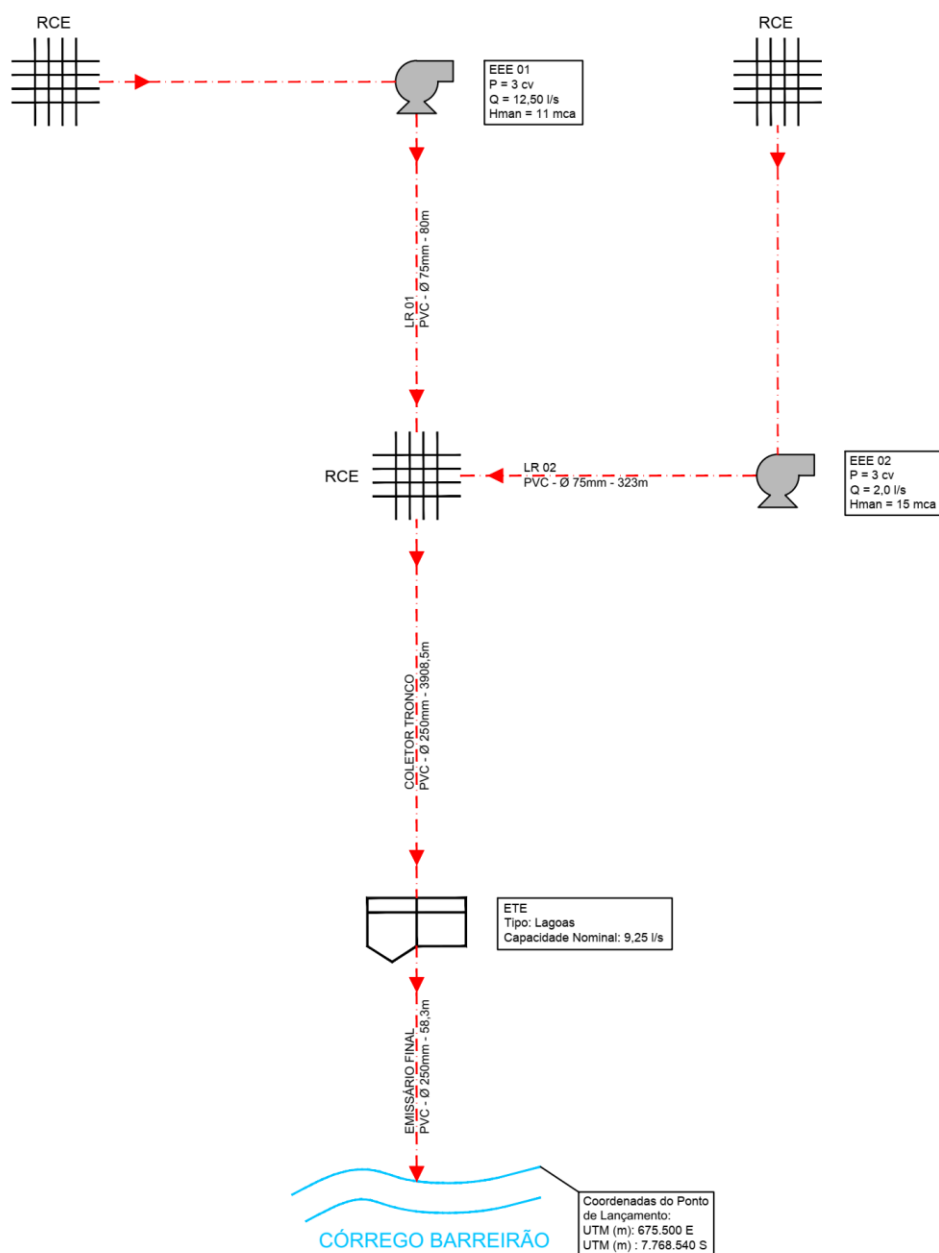 RCE
RCE
EEE 01
P = 3 cv
Q = 12,50 l/s
Hman = 11 mca
LR 01
PVC - Ø 75mm - 80m
RCE
LR 02
PVC - Ø 75mm - 323m
EEE 02
P = 3 cv
Q = 2,0 l/s
Hman = 15 mca
COLETOR TRONCO
PVC - Ø 250mm - 3908,5m
ETE
Tipo: Lagoas
Capacidade Nominal: 9,25 l/s
EMISSÁRIO FINAL
PVC - Ø 250mm - 58,3m
CÓRREGO BARREIRÃO
Coordenadas do Ponto
de Lançamento:
UTM (m): 675.500 E
UTM (m) : 7.768.540 S